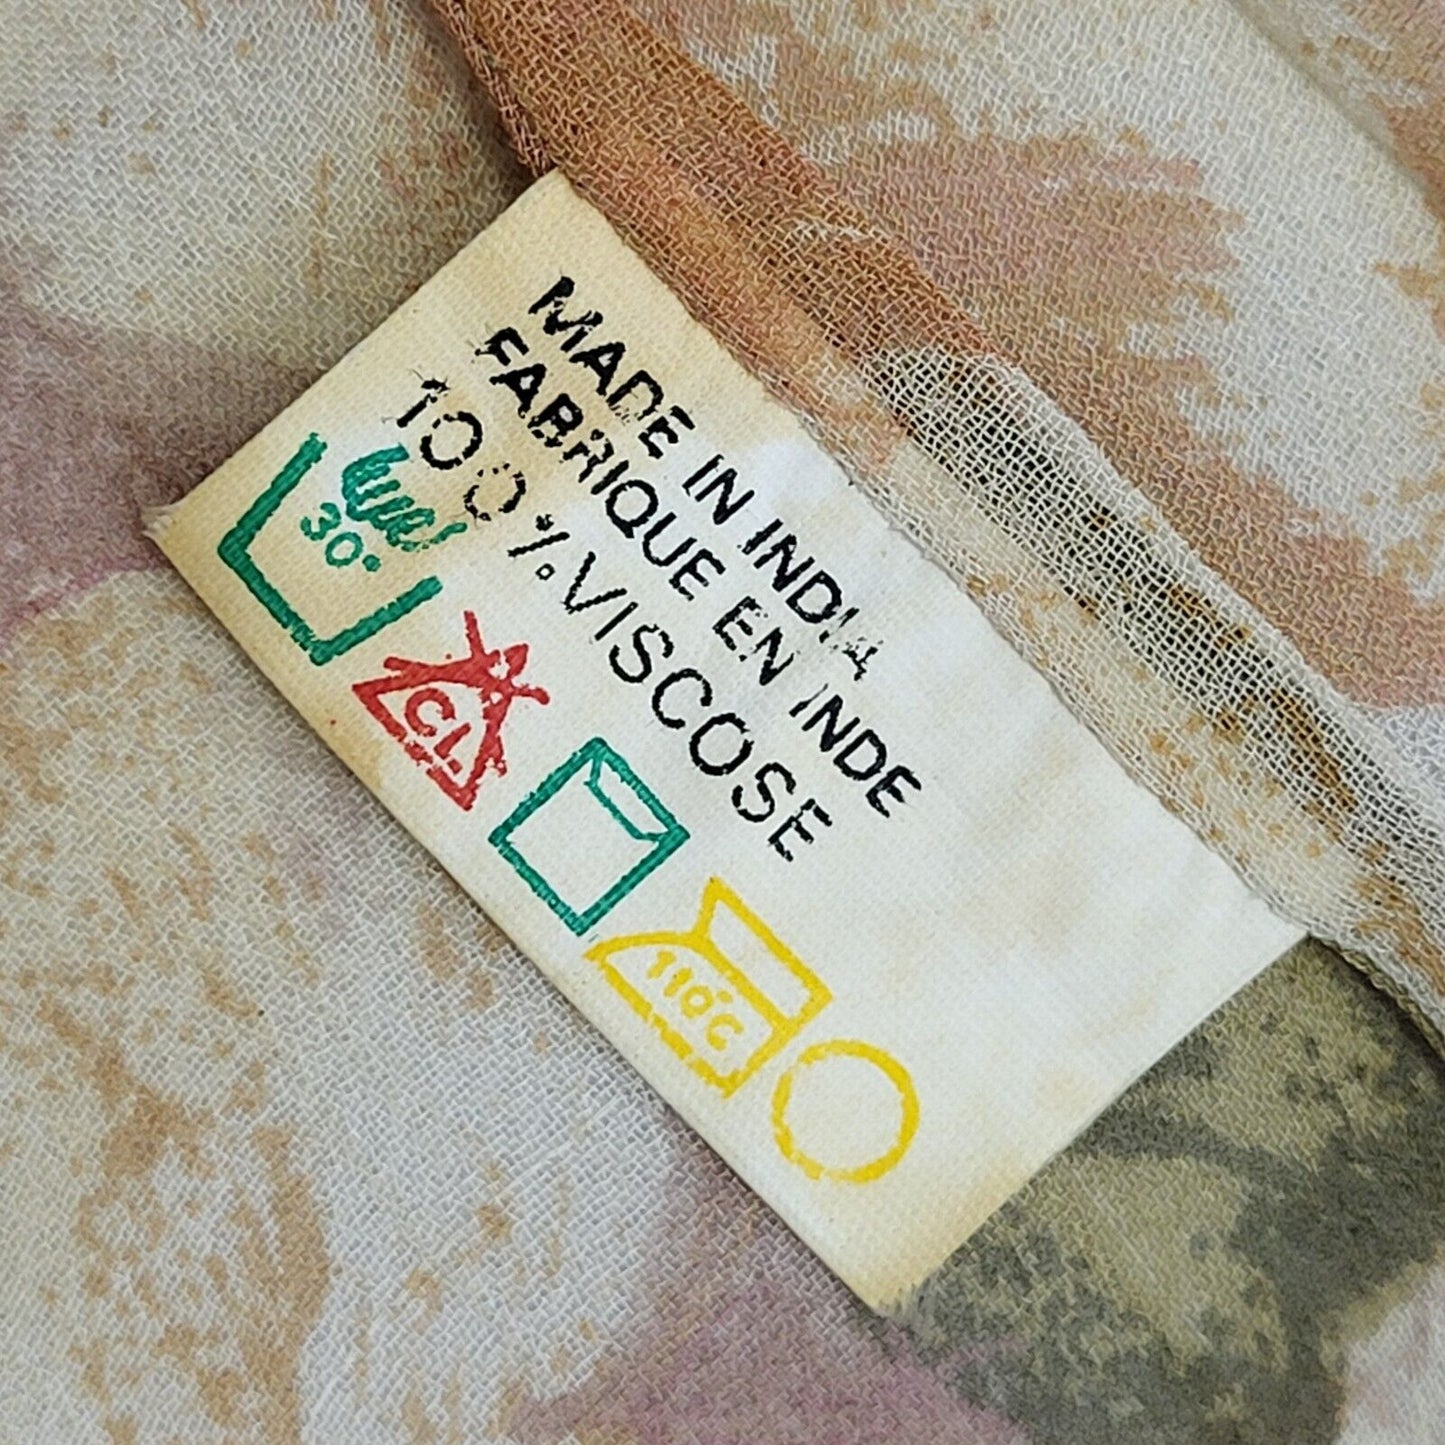 MADE IN INDIA
FABRIQUE EN INDE
100%VISCOSE
30°
CL
110°C